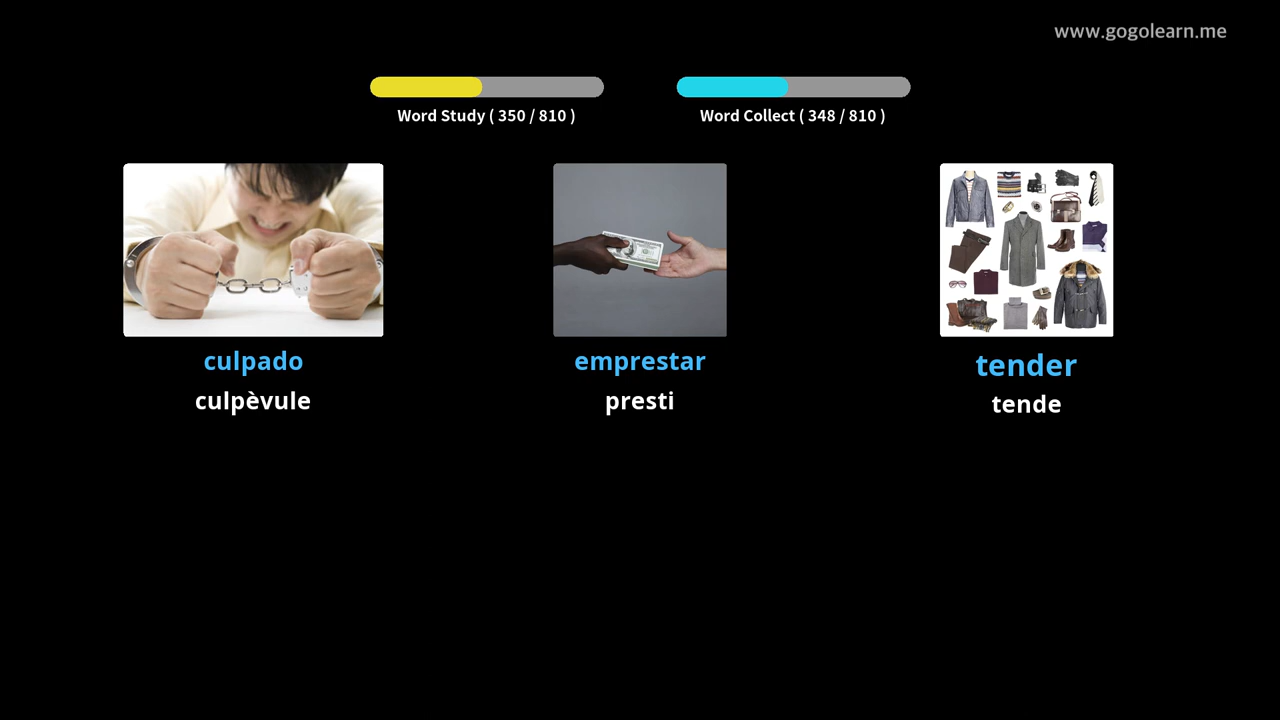 www.gogolearn.me
Word Study ( 350 / 810 )
Word Collect ( 348 / 810 )
culpado
culpèvule
emprestar
presti
tender
tende